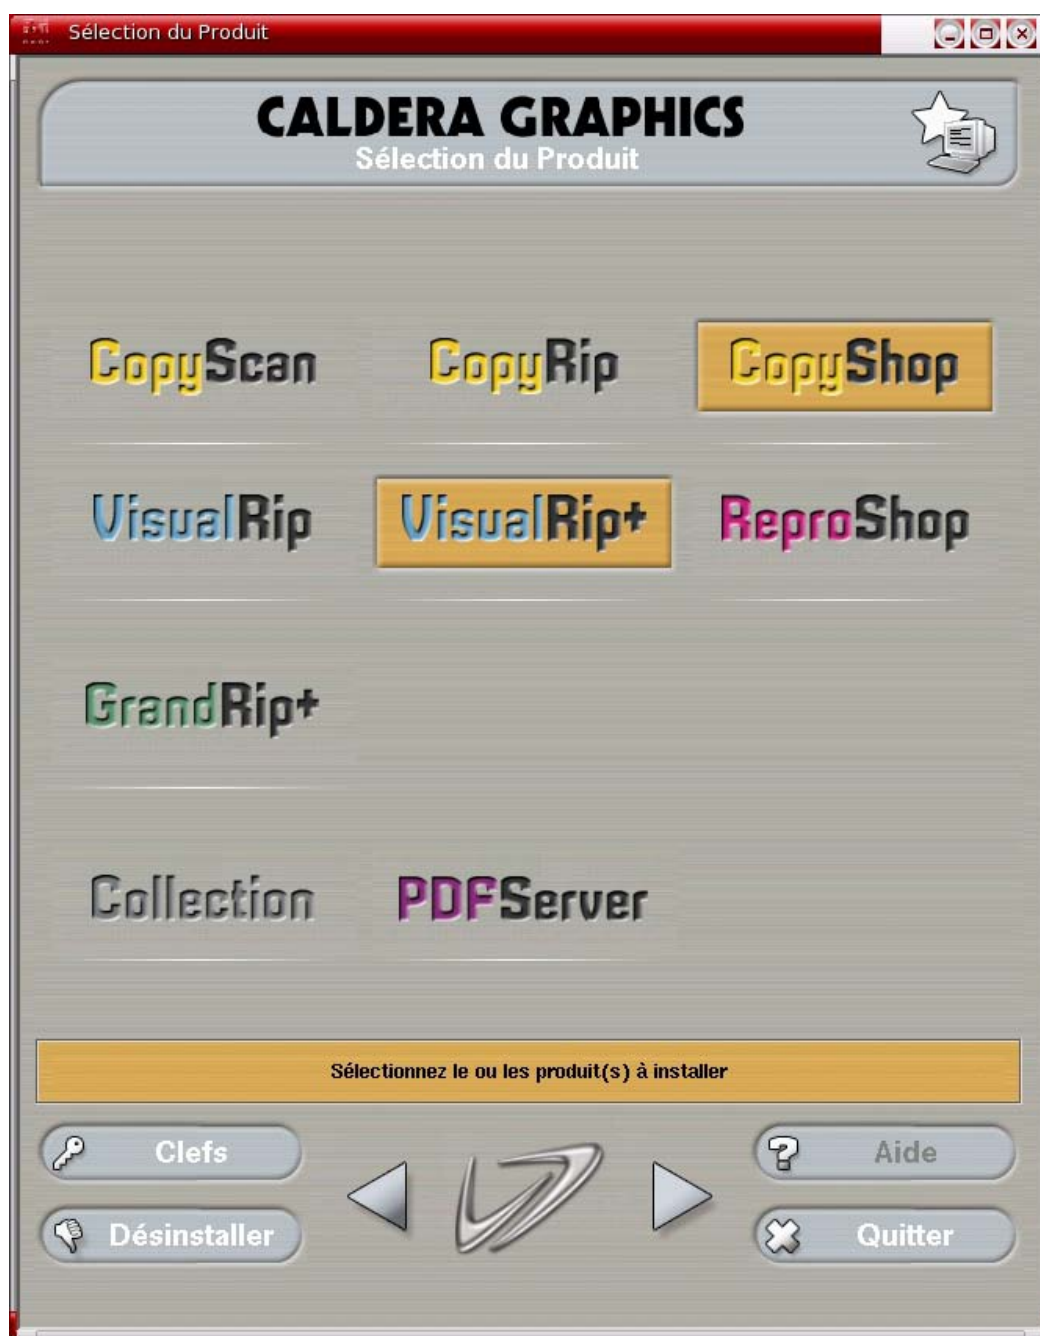 Sélection du Produit
CALDERA GRAPHICS
Sélection du Produit
CopyScan CopyRip CopyShop
VisualRip VisualRip+ ReproShop
GrandRip+
Collection PDFServer
Sélectionnez le ou les produit(s) à installer
Clefs Aide
Désinstaller Quitter